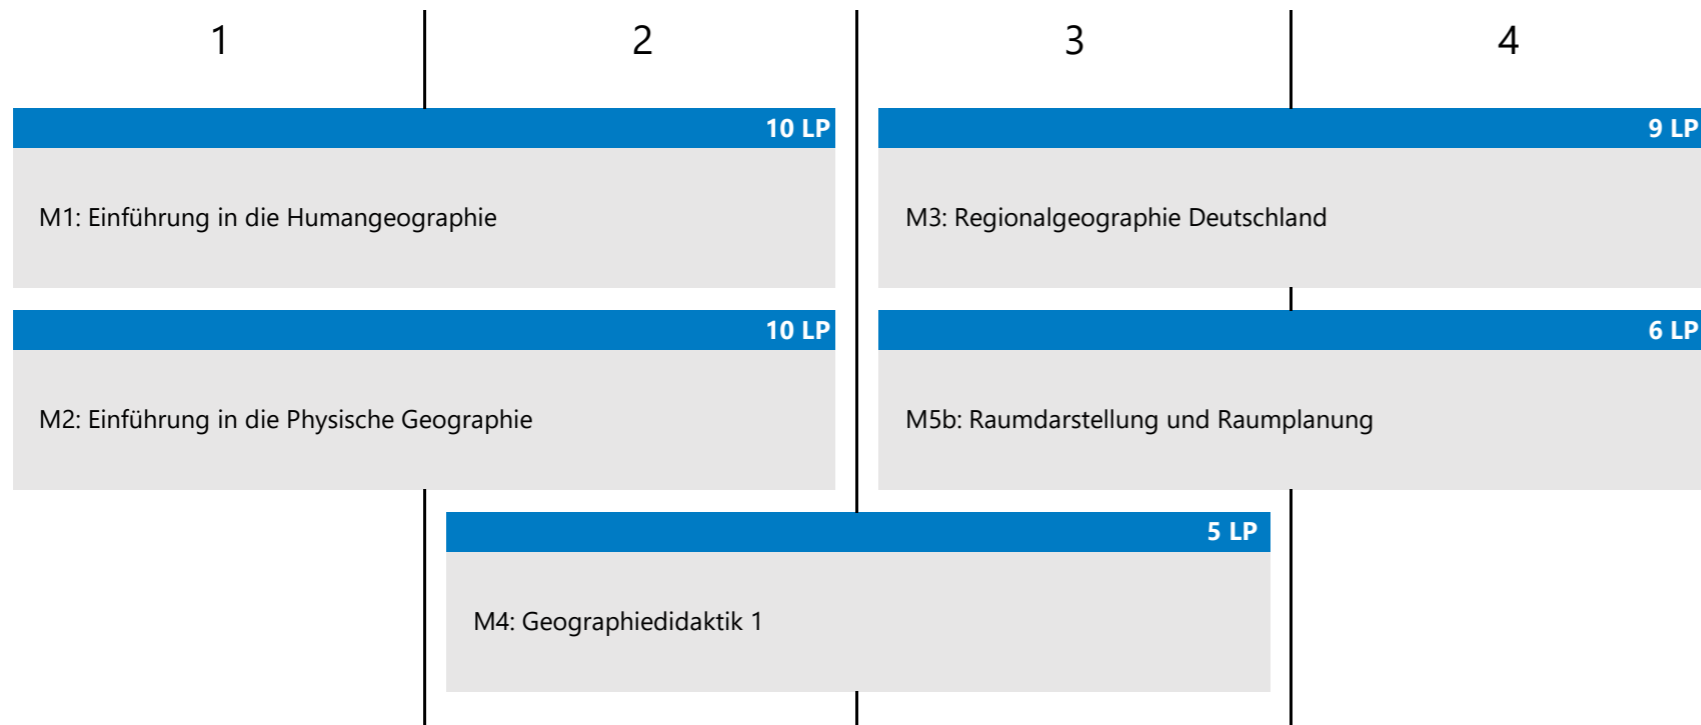 1
2
3
4
10 LP
9 LP
M1: Einführung in die Humangeographie
M3: Regionalgeographie Deutschland
10 LP
6 LP
M2: Einführung in die Physische Geographie
M5b: Raumdarstellung und Raumplanung
5 LP
M4: Geographiedidaktik 1